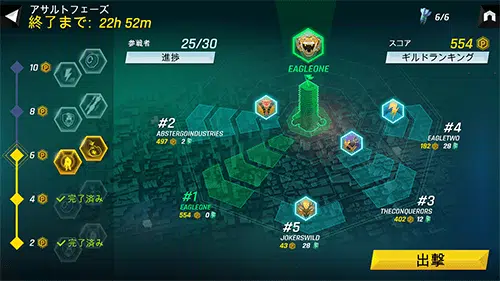 アサルトフェーズ
終了まで: 22h 52m
6/6
参戦者 25/30
進捗
スコア 554
ギルドランキング
EAGLEONE
10
8
6
4 完了済み
2 完了済み
#2
ABSTERGOINDUSTRIES
497 2
#4
EAGLETWO
182 28
#1
EAGLEONE
554 0
#3
THECONQUERORS
402 12
#5
JOKERSWILD
100 28
出撃